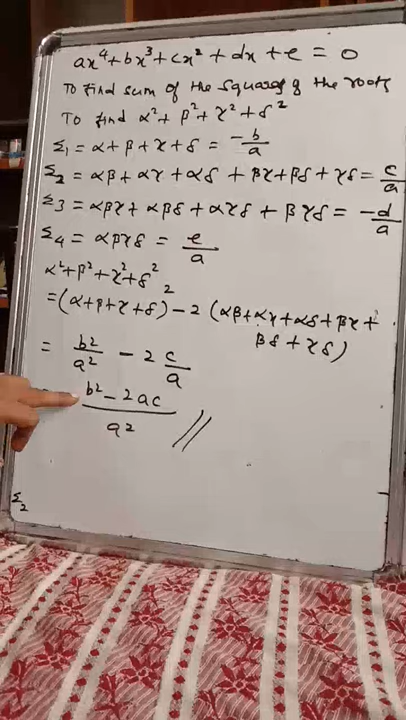 ax⁴+bx³+cx²+dx+e = 0
To find sum of the squares of the roots
To find α²+β²+γ²+δ²
Σ₁ = α+β+γ+δ = -b/a
Σ₂ = αβ+αγ+αδ+βγ+βδ+γδ = c/a
Σ3 = αβγ+αβδ+αγδ+βγδ = -d/a
Σ4 = αβγδ = e/a
α²+β²+γ²+δ²
=(α+β+γ+δ)²-2(αβ+αγ+αδ+βγ+
βδ+γδ)
= b²/a² - 2 c/a
b²-2ac/a² //
Σ₂